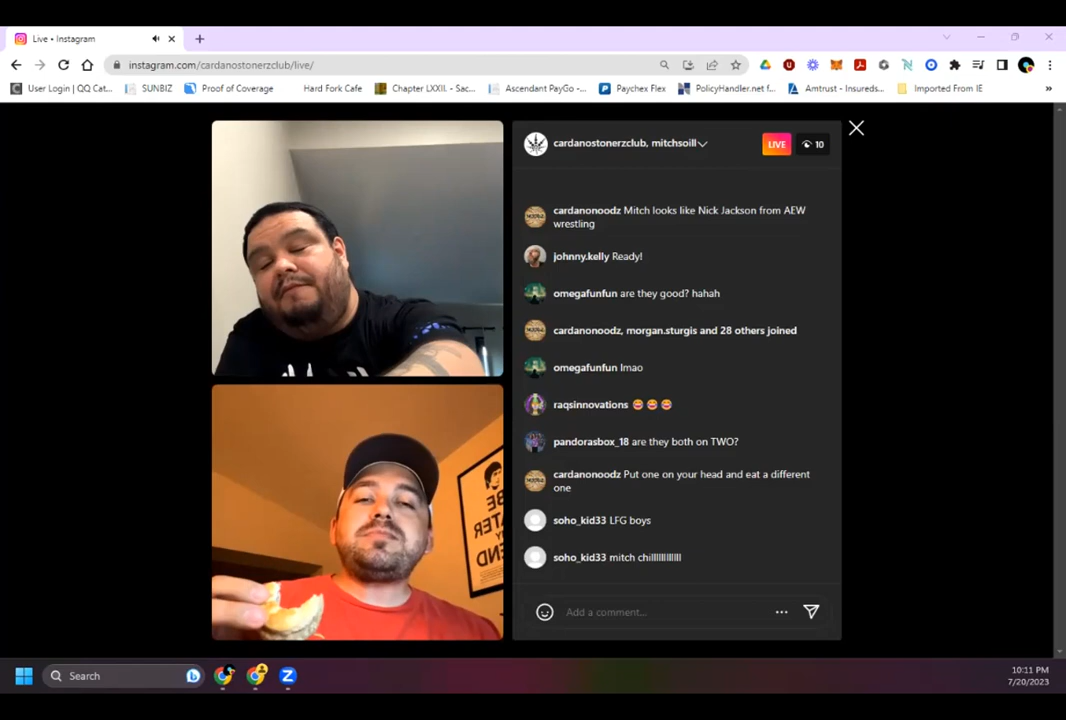 Live • Instagram
instagram.com/cardanostonerzclub/live/
User Login | QQ Cat...
SUNBIZ
Proof of Coverage
Hard Fork Cafe
Chapter LXXII. - Sac...
Ascendant PayGo -...
Paychex Flex
PolicyHandler.net f...
Amtrust - Insureds...
Imported From IE
»
cardanostonerzclub, mitchsoill
LIVE
10
cardanonoodz Mitch looks like Nick Jackson from AEW
wrestling
johnny.kelly Ready!
omegafunfun are they good? hahah
cardanonoodz, morgan.sturgis and 28 others joined
omegafunfun lmao
raqsinnovations 😂 😂 😂
pandorasbox_18 are they both on TWO?
cardanonoodz Put one on your head and eat a different
one
soho_kid33 LFG boys
soho_kid33 mitch chillllllllllll
Add a comment...
BE
Search
10:11 PM
7/20/2023